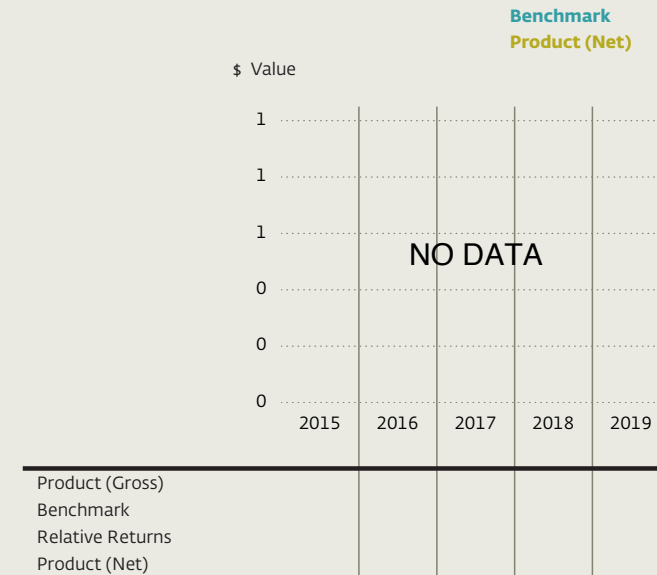 Benchmark
Product (Net)
$ Value
1
1
1
NO DATA
0
0
0
2015 2016 2017 2018 2019
Product (Gross)
Benchmark
Relative Returns
Product (Net)